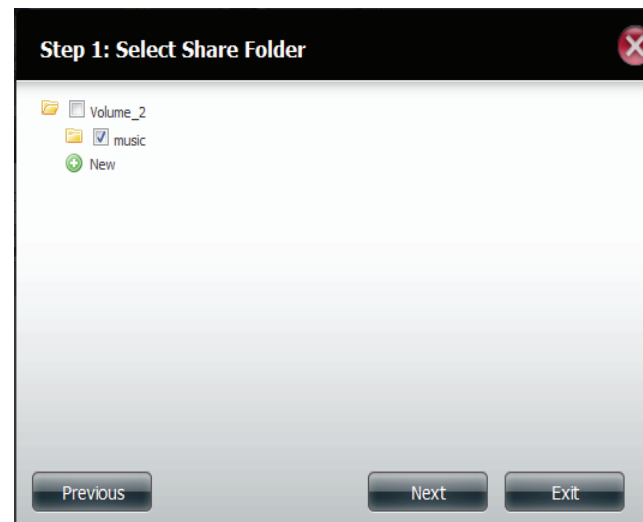 Step 1: Select Share Folder
Volume_2
music
New
Previous Next Exit